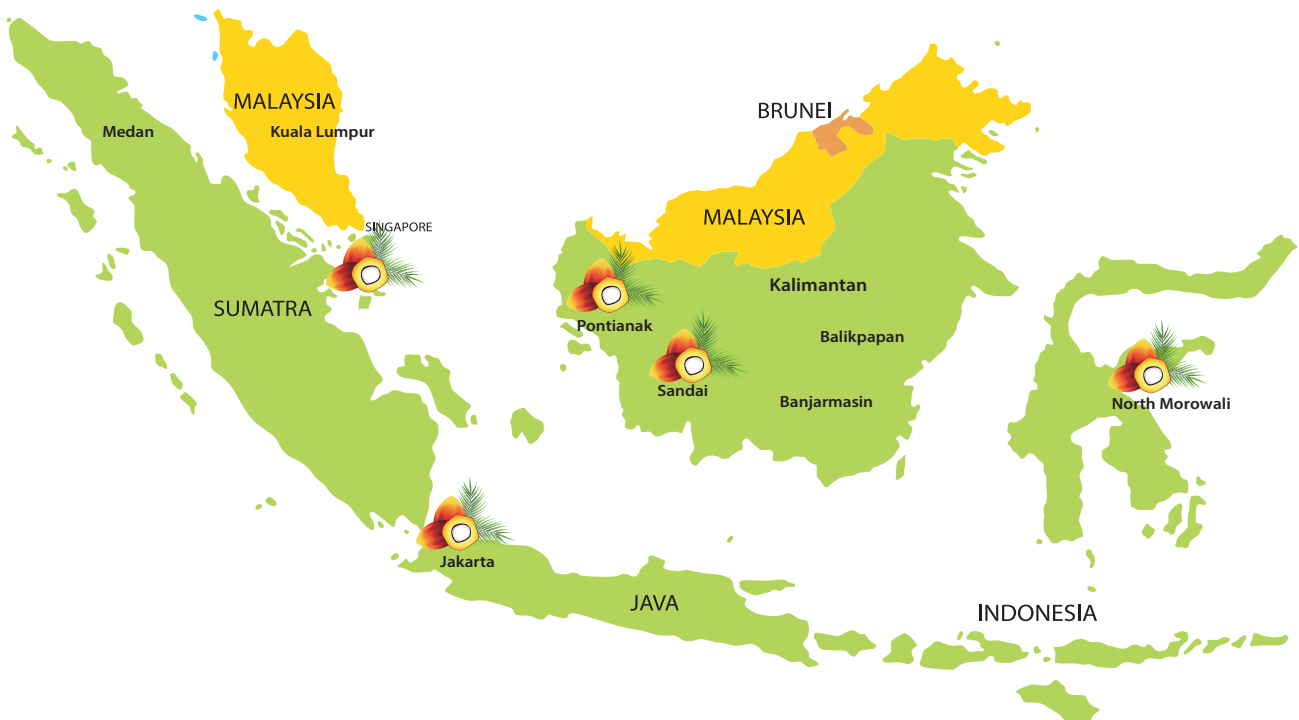 MALAYSIA
BRUNEI
Medan
Kuala Lumpur
MALAYSIA
SINGAPORE
Kalimantan
SUMATRA
Pontianak
Balikpapan
Sandai
Banjarmasin
North Morowali
Jakarta
JAVA
INDONESIA